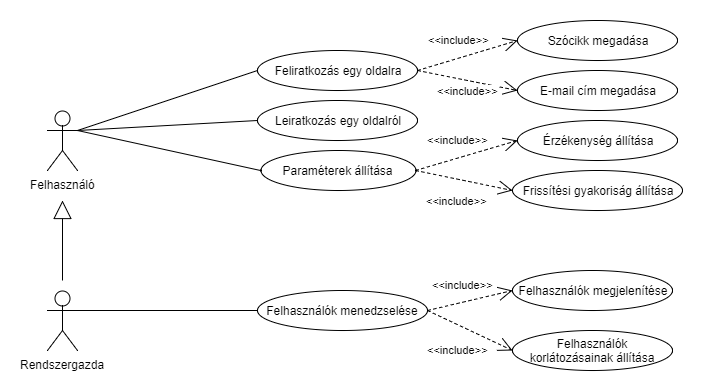 <<include>>
Szócikk megadása
Feliratkozás egy oldalra
<<include>>
E-mail cím megadása
Leiratkozás egy oldalról
<<include>>
Érzékenység állítása
Paraméterek állítása
Felhasználó
<<include>>
Frissítési gyakoriság állítása
<<include>>
Felhasználók megjelenítése
Felhasználók menedzselése
<<include>>
Felhasználók
korlátozásainak állítása
Rendszergazda